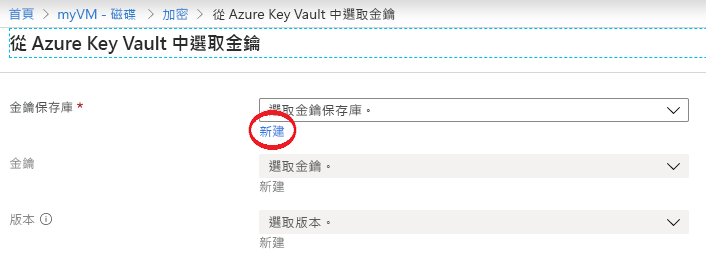 首頁 > myVM - 磁碟 > 加密 > 從 Azure Key Vault 中選取金鑰
從 Azure Key Vault 中選取金鑰
金鑰保存庫 *
選取金鑰保存庫。
新建
金鑰
選取金鑰。
新建
版本
選取版本。
新建